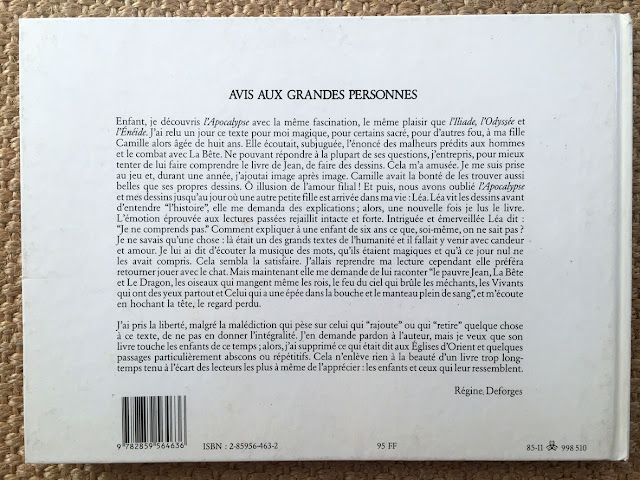 AVIS AUX GRANDES PERSONNES
Enfant, je découvris l'Apocalypse avec la même fascination, le même plaisir que l'Iliade, l'Odyssée et
l'Énéide. J'ai relu un jour ce texte pour moi magique, pour certains sacré, pour d'autres fou, à ma fille
Camille alors âgée de huit ans. Elle écoutait, subjuguée, l'énoncé des malheurs prédits aux hommes
et le combat avec La Bête. Ne pouvant répondre à la plupart de ses questions, j'entrepris, pour mieux
tenter de lui faire comprendre le livre de Jean, de faire des dessins. Cela m'a amusée. Je me suis prise
au jeu et, durant une année, j'ajoutai image après image. Camille avait la bonté de les trouver aussi
belles que ses propres dessins. Ô illusion de l'amour filial ! Et puis, nous avons oublié l'Apocalypse
et mes dessins jusqu'au jour où une autre petite fille est arrivée dans ma vie : Léa. Léa vit les dessins avant
d'entendre "l'histoire", elle me demanda des explications ; alors, une nouvelle fois je lus le livre.
L'émotion éprouvée aux lectures passées rejaillit intacte et forte. Intriguée et émerveillée Léa dit :
"Je ne comprends pas." Comment expliquer à une enfant de six ans ce que, soi-même, on ne sait pas ?
Je ne savais qu'une chose : là était un des grands textes de l'humanité et il fallait y venir avec candeur
et amour. Je lui ai dit d'écouter la musique des mots, qu'ils étaient magiques et qu'à ce jour nul ne
les avait compris. Cela sembla la satisfaire. J'allais reprendre ma lecture cependant elle préféra
retourner jouer avec le chat. Mais maintenant elle me demande de lui raconter "le pauvre Jean, La Bête
et Le Dragon, les oiseaux qui mangent même les rois, le feu du ciel qui brûle les méchants, les Vivants
qui ont des yeux partout et Celui qui a une épée dans la bouche et le manteau plein de sang", et m'écoute
en hochant la tête, le regard perdu.
J'ai pris la liberté, malgré la malédiction qui pèse sur celui qui "rajoute" ou qui "retire" quelque chose
à ce texte, de ne pas en donner l'intégralité. J'en demande pardon à l'auteur, mais je veux que son
livre touche les enfants de ce temps ; alors, j'ai supprimé ce qui était dit aux Églises d'Orient et quelques
passages particulièrement abscons ou répétitifs. Cela n'enlève rien à la beauté d'un livre trop long-
temps tenu à l'écart des lecteurs les plus à même de l'apprécier : les enfants et ceux qui leur ressemblent.
Régine Deforges
9 782859 564636
ISBN : 2-85956-463-2
95 FF
85-11 998 510